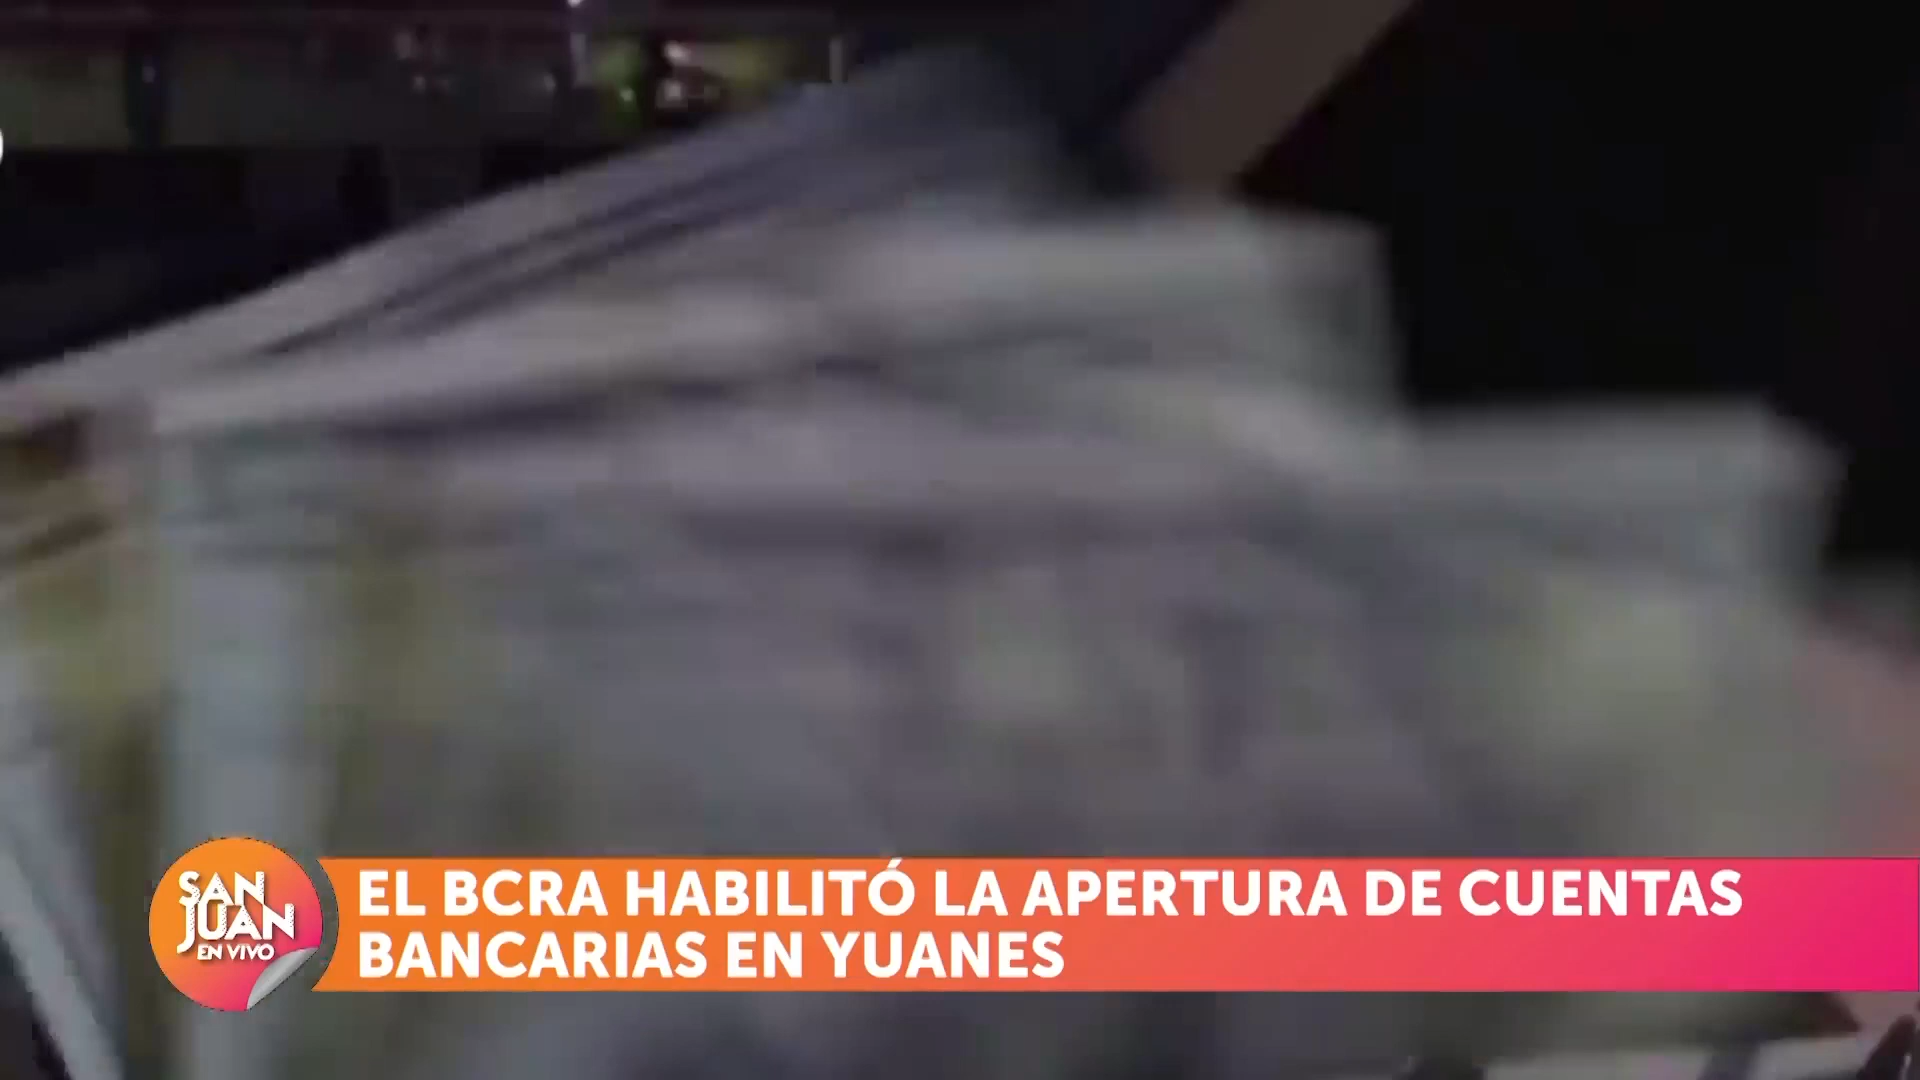 SAN
JUAN
EN VIVO
EL BCRA HABILITÓ LA APERTURA DE CUENTAS
BANCARIAS EN YUANES